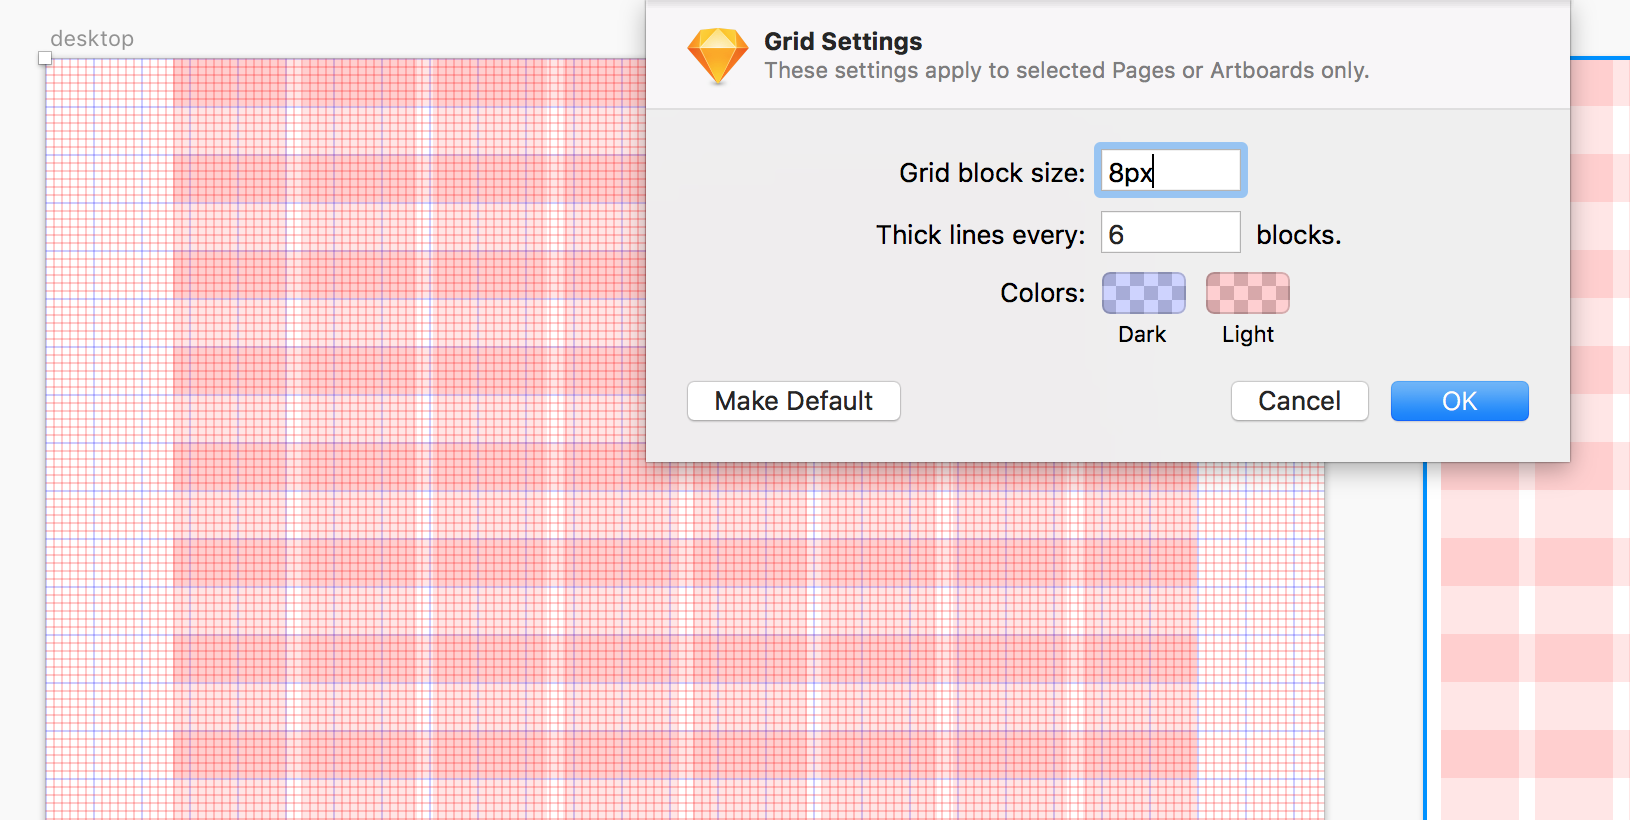 desktop
Grid Settings
These settings apply to selected Pages or Artboards only.
Grid block size: 8px
Thick lines every: 6 blocks.
Colors:
Dark Light
Make Default Cancel OK